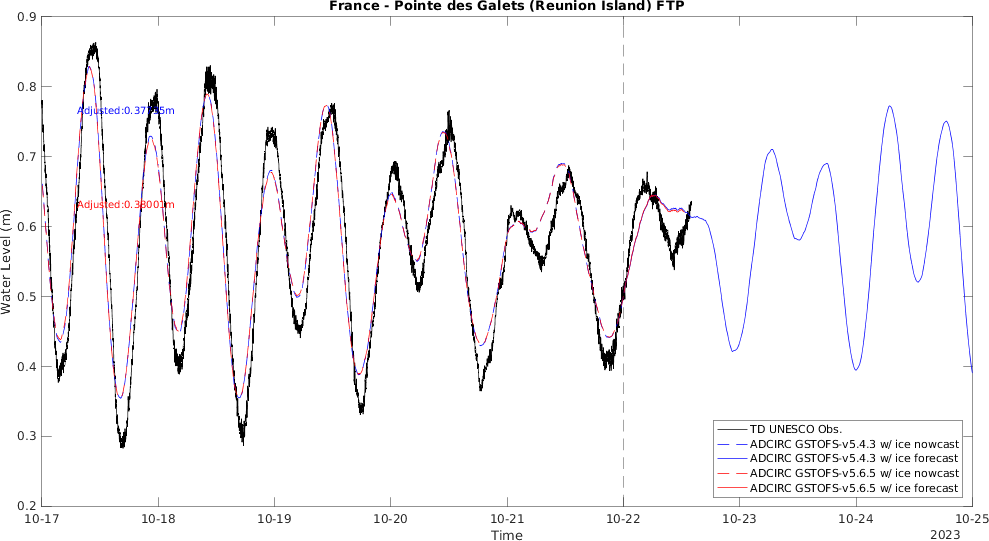 France - Pointe des Galets (Reunion Island) FTP
Water Level (m)
0.9
0.8
0.7
0.6
0.5
0.4
0.3
0.2
Adjusted:
Adjusted:
TD UNESCO Obs.
ADCIRC GSTOFS-v5.4.3 w/ ice nowcast
ADCIRC GSTOFS-v5.4.3 w/ ice forecast
ADCIRC GSTOFS-v5.6.5 w/ ice nowcast
ADCIRC GSTOFS-v5.6.5 w/ ice forecast
10-17 10-18 10-19 10-20 10-21 10-22 10-23 10-24 10-25
Time
2023